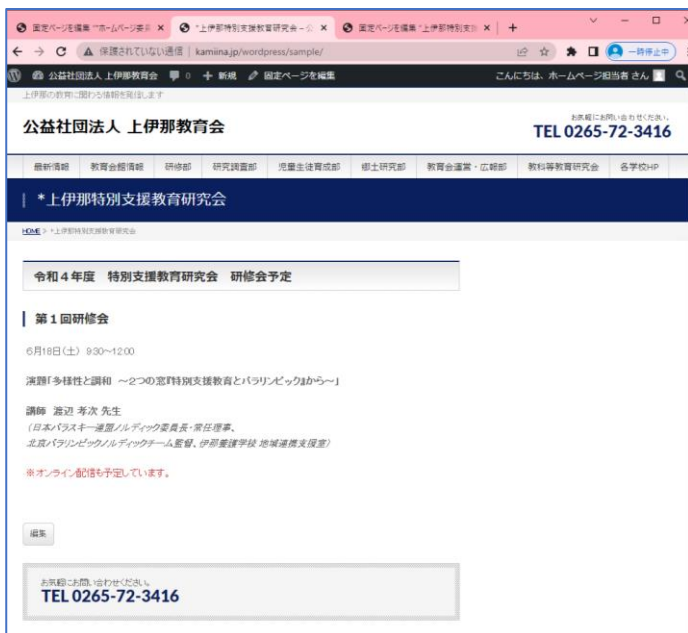 固定ページを編集 "*ホームページ委員
*上伊那特別支援教育研究会 – 公
固定ページを編集 "*上伊那特別支援
保護されていない通信 | kamiina.jp/wordpress/sample/
一時停止中
公益社団法人 上伊那教育会 0 + 新規 固定ページを編集 こんにちは、ホームページ担当者 さん
上伊那の教育に関わる情報を発信します
公益社団法人 上伊那教育会
お気軽にお問い合わせください。
TEL 0265-72-3416
最新情報 教育会館情報 研修部 研究調査部 児童生徒育成部 郷土研究部 教育会運営・広報部 教科等教育研究会 各学校HP
*上伊那特別支援教育研究会
HOME > *上伊那特別支援教育研究会
令和４年度 特別支援教育研究会 研修会予定
第１回研修会
6月18日(土) 9:30～12:00
演題「多様性と調和 ～2つの窓『特別支援教育とパラリンピック』から～」
講師 渡辺 孝次 先生
(日本パラスキー連盟ノルディック委員長・常任理事、
北京パラリンピックノルディックチーム監督、伊那養護学校 地域連携支援室)
※オンライン配信も予定しています。
編集
お気軽にお問い合わせください。
TEL 0265-72-3416